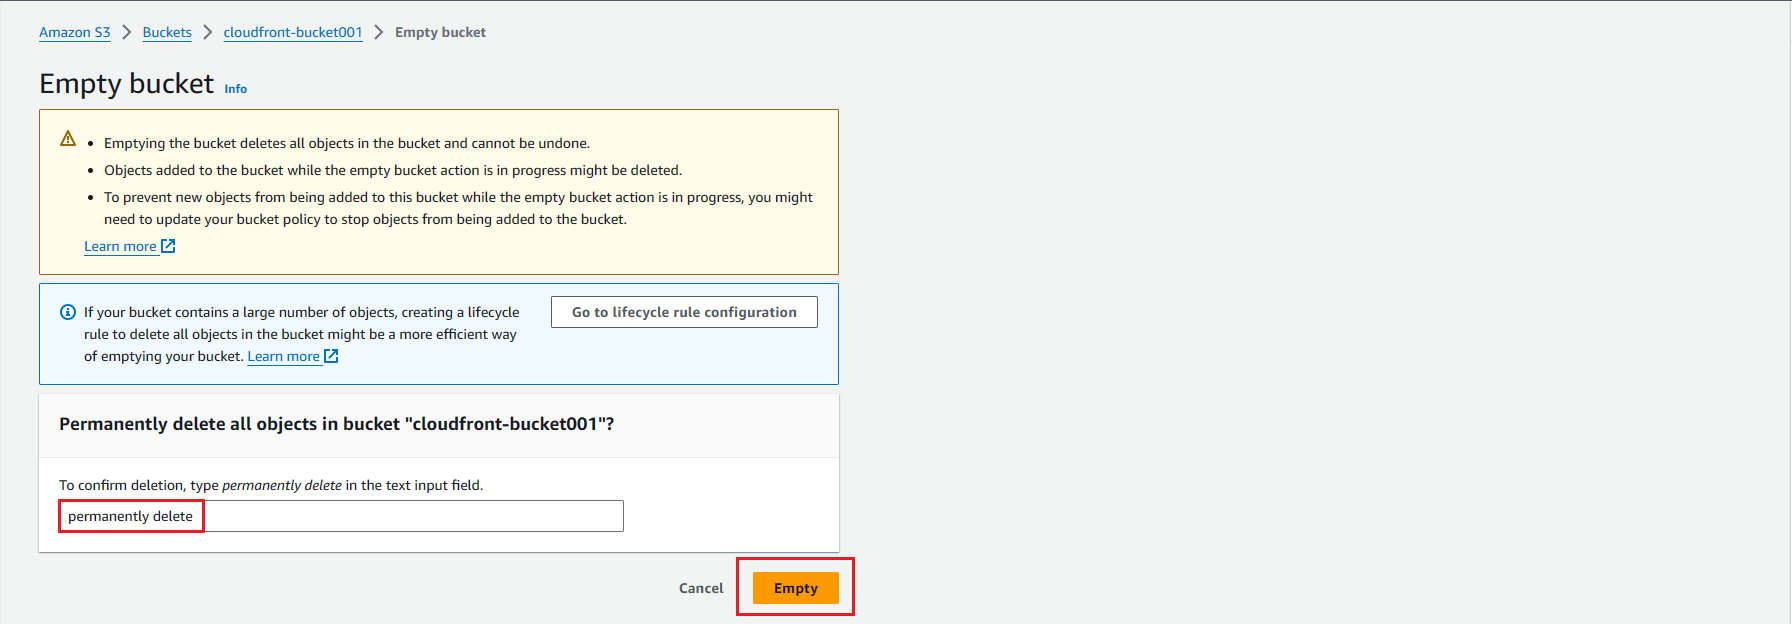 Amazon S3 > Buckets > cloudfront-bucket001 > Empty bucket
Empty bucket Info
• Emptying the bucket deletes all objects in the bucket and cannot be undone.
• Objects added to the bucket while the empty bucket action is in progress might be deleted.
• To prevent new objects from being added to this bucket while the empty bucket action is in progress, you might
need to update your bucket policy to stop objects from being added to the bucket.
Learn more
If your bucket contains a large number of objects, creating a lifecycle
rule to delete all objects in the bucket might be a more efficient way
of emptying your bucket. Learn more
Go to lifecycle rule configuration
Permanently delete all objects in bucket "cloudfront-bucket001"?
To confirm deletion, type permanently delete in the text input field.
permanently delete
Cancel Empty